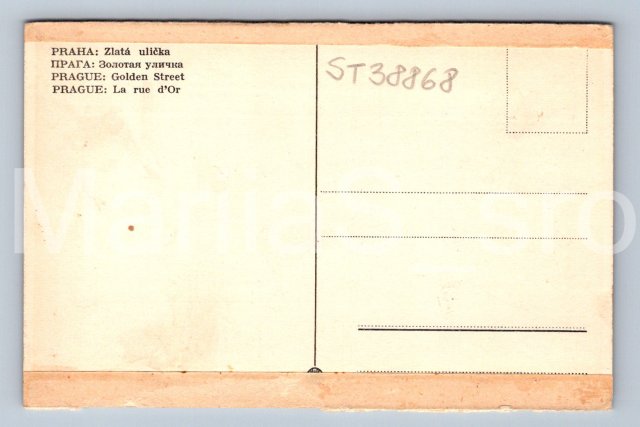 PRAHA: Zlatá ulička
ПРАГА: Золотая уличка
PRAGUE: Golden Street
PRAGUE: La rue d'Or
ST38868